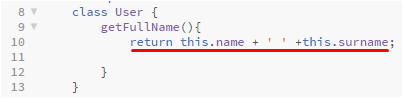 8 class User {
9 getFullName(){
10 return this.name + ' ' +this.surname;
11
12 }
13 }